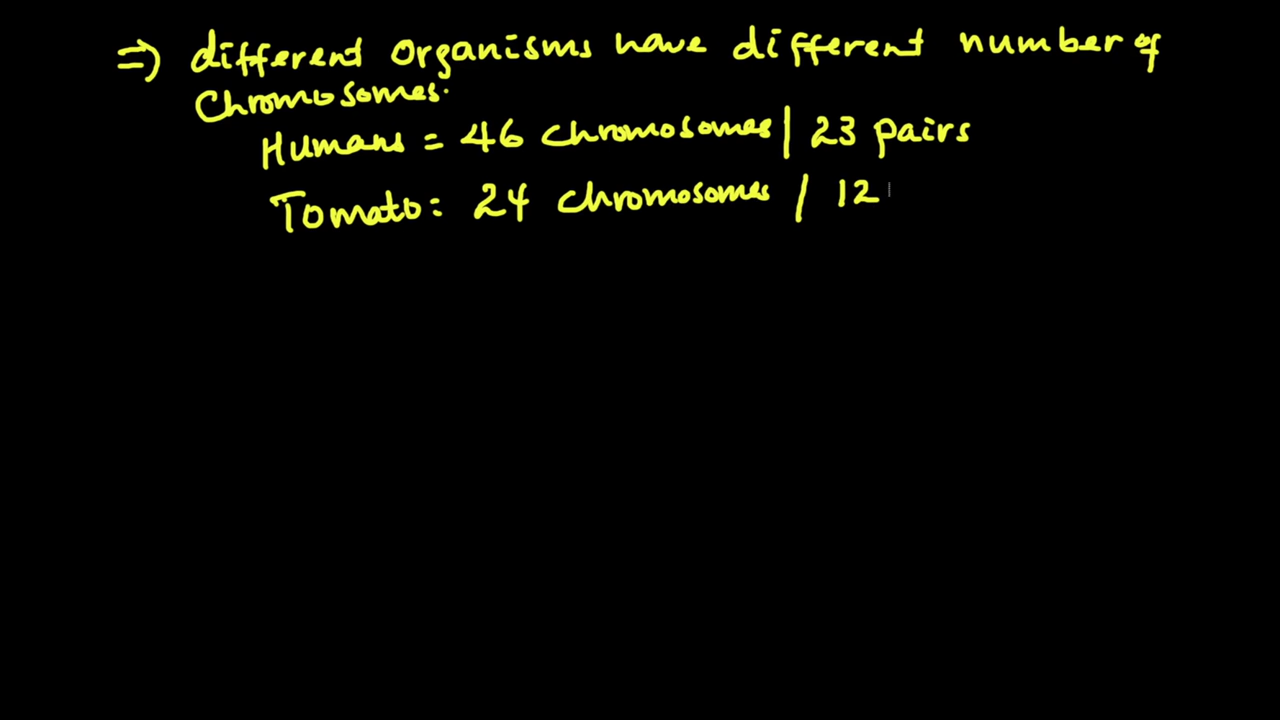 ⇒ different organisms have different number of
chromosomes.
Humans = 46 chromosomes | 23 pairs
Tomato: 24 chromosomes / 12